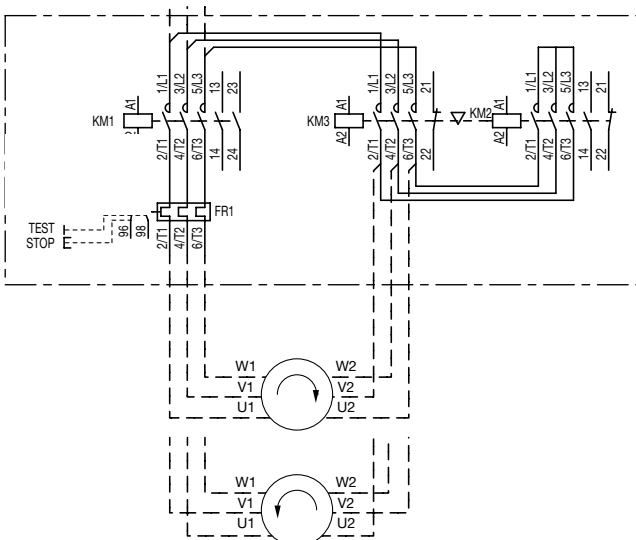 1/L1 3/L2 5/L3 13 23
A1
KM1
2/T1 4/T2 6/T3 14 24
1/L1 3/L2 5/L3 21
A1
KM3
A2
2/T1 4/T2 6/T3 22
1/L1 3/L2 5/L3 13 21
A1
KM2
A2
2/T1 4/T2 6/T3 14 22
FR1
TEST
STOP
96 98 2/T1 4/T2 6/T3
W1 W2
V1 V2
U1 U2
W1 W2
V1 V2
U1 U2